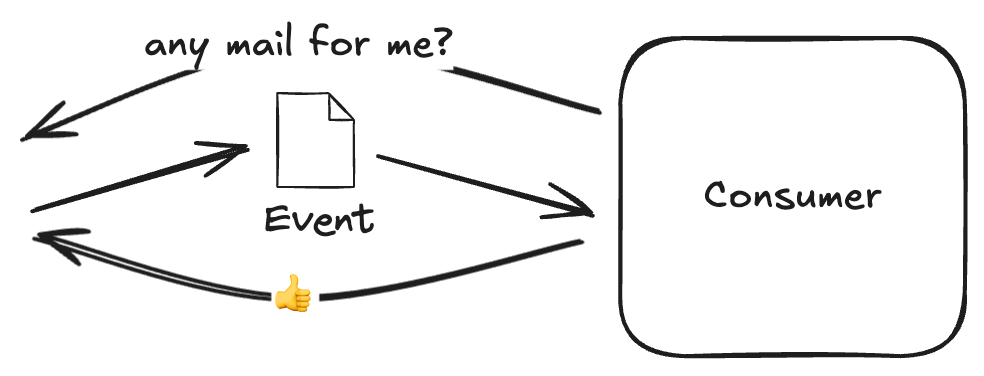 any mail for me?
Event
Consumer